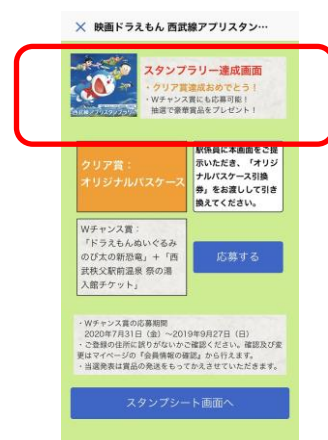 × 映画ドラえもん 西武線アプリスタン…
スタンプラリー達成画面
・クリア賞達成おめでとう！
・Wチャンス賞にも応募可能！
抽選で豪華賞品をプレゼント！
西武線アプリスタンプラリー
クリア賞：
オリジナルパスケース
駅係員に本画面をご提
示いただき、「オリジ
ナルパスケース引換
券」をお渡しして引き
換えてください。
Wチャンス賞：
「ドラえもんぬいぐるみ
のび太の新恐竜」＋「西
武秩父駅前温泉 祭の湯
入館チケット」
応募する
・Wチャンス賞の応募期間
2020年7月31日（金）～2019年9月27日（日）
・ご登録の住所に誤りがないかご確認ください。確認及び変
更はマイページの『会員情報の確認』から行えます。
・当選発表は賞品の発送をもってかえさせていただきます。
スタンプシート画面へ